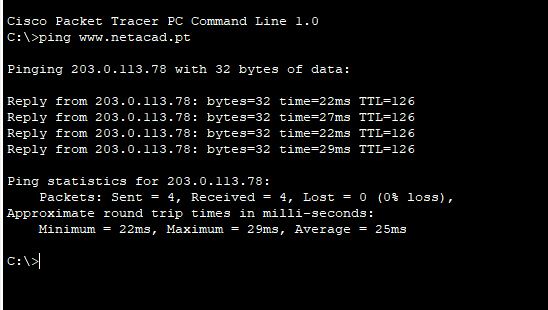 Cisco Packet Tracer PC Command Line 1.0
C:\>ping www.netacad.pt
Pinging 203.0.113.78 with 32 bytes of data:
Reply from 203.0.113.78: bytes=32 time=22ms TTL=126
Reply from 203.0.113.78: bytes=32 time=27ms TTL=126
Reply from 203.0.113.78: bytes=32 time=22ms TTL=126
Reply from 203.0.113.78: bytes=32 time=29ms TTL=126
Ping statistics for 203.0.113.78:
Packets: Sent = 4, Received = 4, Lost = 0 (0% loss),
Approximate round trip times in milli-seconds:
Minimum = 22ms, Maximum = 29ms, Average = 25ms
C:\>